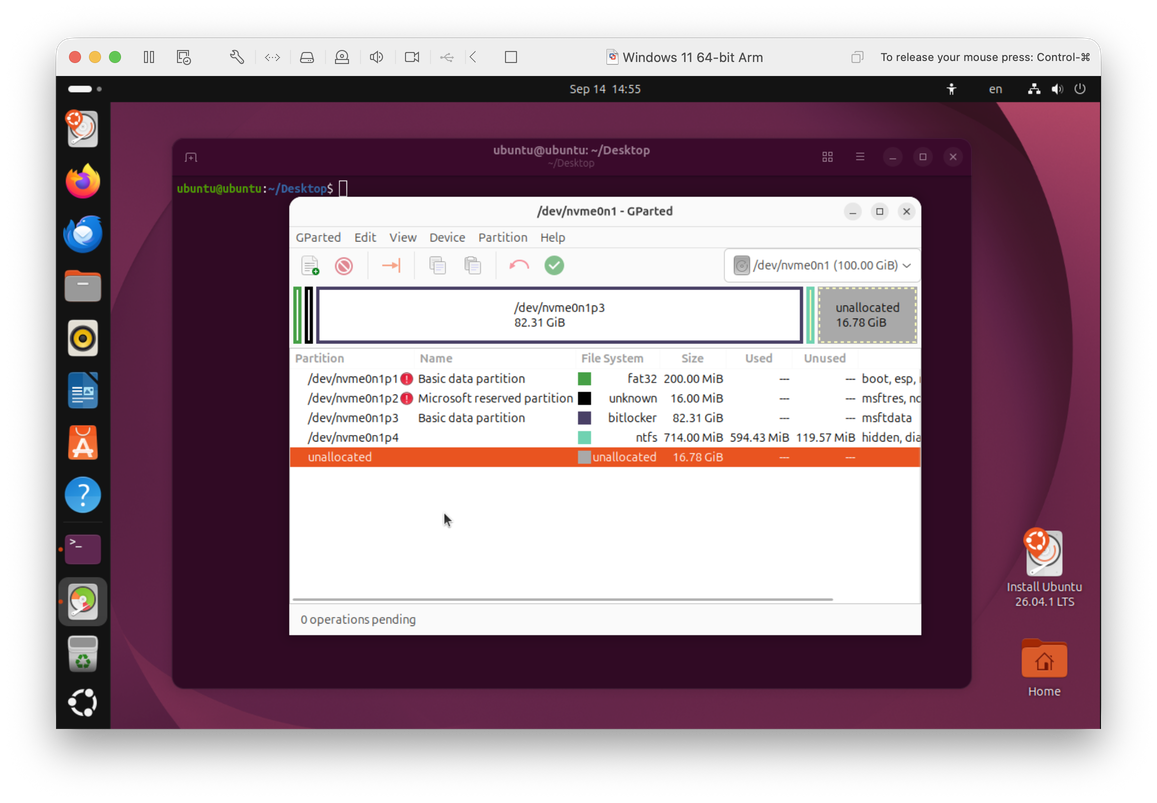 Windows 11 64-bit Arm
To release your mouse press: Control-⌘
Sep 14 14:55
en
ubuntu@ubuntu: ~/Desktop
~/Desktop
ubuntu@ubuntu:~/Desktop$
/dev/nvme0n1 - GParted
GParted Edit View Device Partition Help
/dev/nvme0n1 (100.00 GiB)
/dev/nvme0n1p3
82.31 GiB
unallocated
16.78 GiB
Partition Name File System Size Used Unused
/dev/nvme0n1p1 Basic data partition fat32 200.00 MiB --- --- boot, esp,
/dev/nvme0n1p2 Microsoft reserved partition unknown 16.00 MiB --- --- msftres, no
/dev/nvme0n1p3 Basic data partition bitlocker 82.31 GiB --- --- msftdata
/dev/nvme0n1p4 ntfs 714.00 MiB 594.43 MiB 119.57 MiB hidden, dia
unallocated unallocated 16.78 GiB --- ---
0 operations pending
Install Ubuntu
26.04.1 LTS
Home